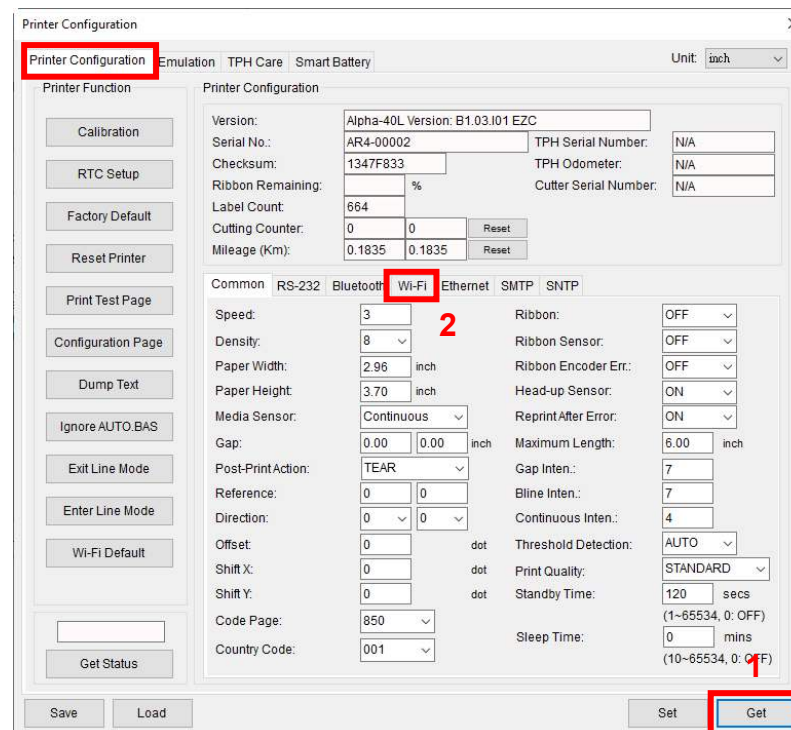 Printer Configuration
Printer Configuration Emulation TPH Care Smart Battery Unit: inch
Printer Function
Calibration
RTC Setup
Factory Default
Reset Printer
Print Test Page
Configuration Page
Dump Text
Ignore AUTO.BAS
Exit Line Mode
Enter Line Mode
Wi-Fi Default
Get Status
Printer Configuration
Version: Alpha-40L Version: B1.03.I01 EZC
Serial No.: AR4-00002 TPH Serial Number: N/A
Checksum: 1347F833 TPH Odometer: N/A
Ribbon Remaining: % Cutter Serial Number: N/A
Label Count: 664
Cutting Counter: 0 0 Reset
Mileage (Km): 0.1835 0.1835 Reset
Common RS-232 Bluetooth Wi-Fi Ethernet SMTP SNTP
2
Speed: 3 Ribbon: OFF
Density: 8 Ribbon Sensor: OFF
Paper Width: 2.96 inch Ribbon Encoder Err.: OFF
Paper Height: 3.70 inch Head-up Sensor: ON
Media Sensor: Continuous Reprint After Error: ON
Gap: 0.00 0.00 inch Maximum Length: 6.00 inch
Post-Print Action: TEAR Gap Inten.: 7
Reference: 0 0 Bline Inten.: 7
Direction: 0 0 Continuous Inten.: 4
Offset: 0 dot Threshold Detection: AUTO
Shift X: 0 dot Print Quality: STANDARD
Shift Y: 0 dot Standby Time: 120 secs
(1~65534, 0: OFF)
Code Page: 850
Sleep Time: 0 mins
Country Code: 001
(10~65534, 0: OFF)
1
Save Load Set Get